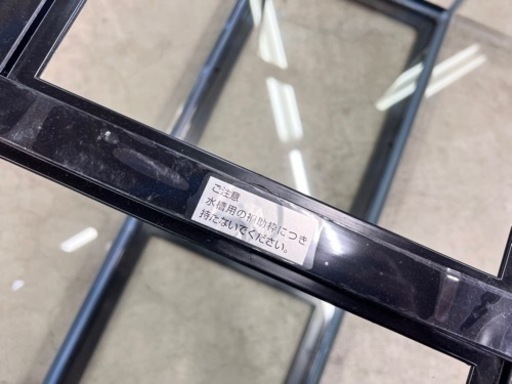 ご注意
水槽用の補助枠につき
持たないでください。